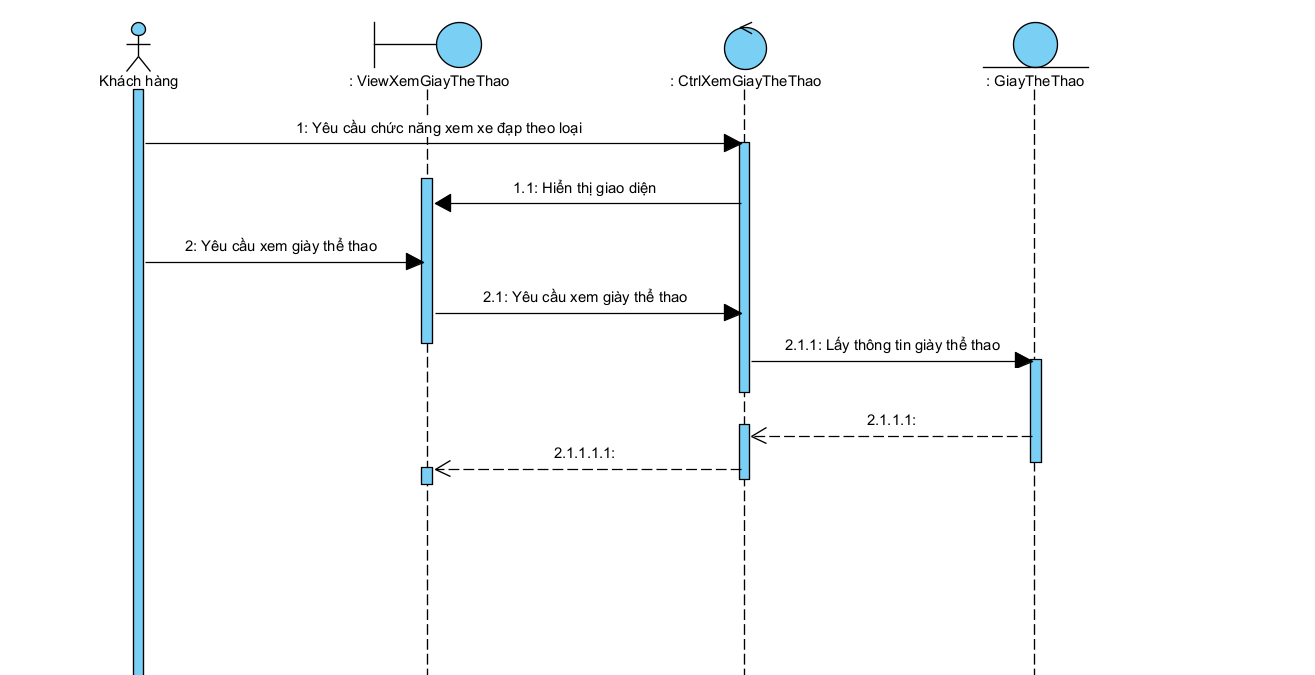 Khách hàng
: ViewXemGiayTheThao
: CtrlXemGiayTheThao
: GiayTheThao
1: Yêu cầu chức năng xem xe đạp theo loại
1.1: Hiển thị giao diện
2: Yêu cầu xem giày thể thao
2.1: Yêu cầu xem giày thể thao
2.1.1: Lấy thông tin giày thể thao
2.1.1.1:
2.1.1.1.1: